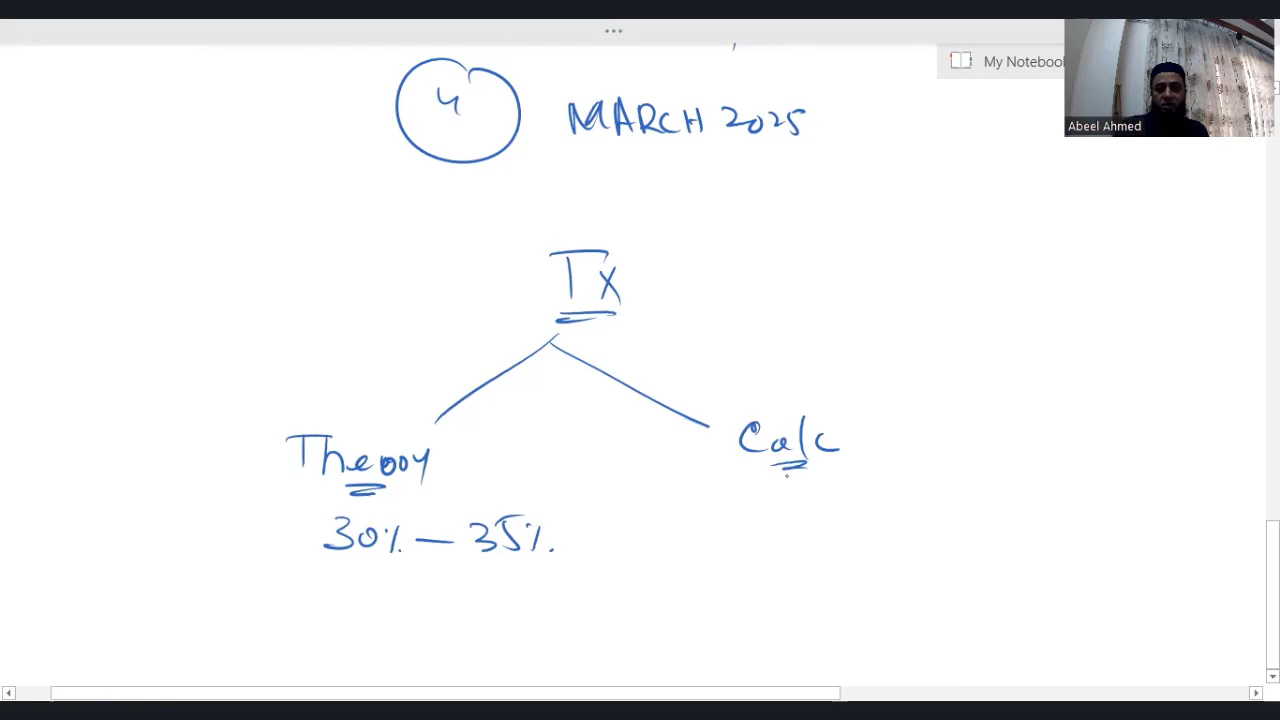 ...
My Notebook
Abeel Ahmed
4 MARCH 2025
Tx
Theory Calc
30% — 35%.